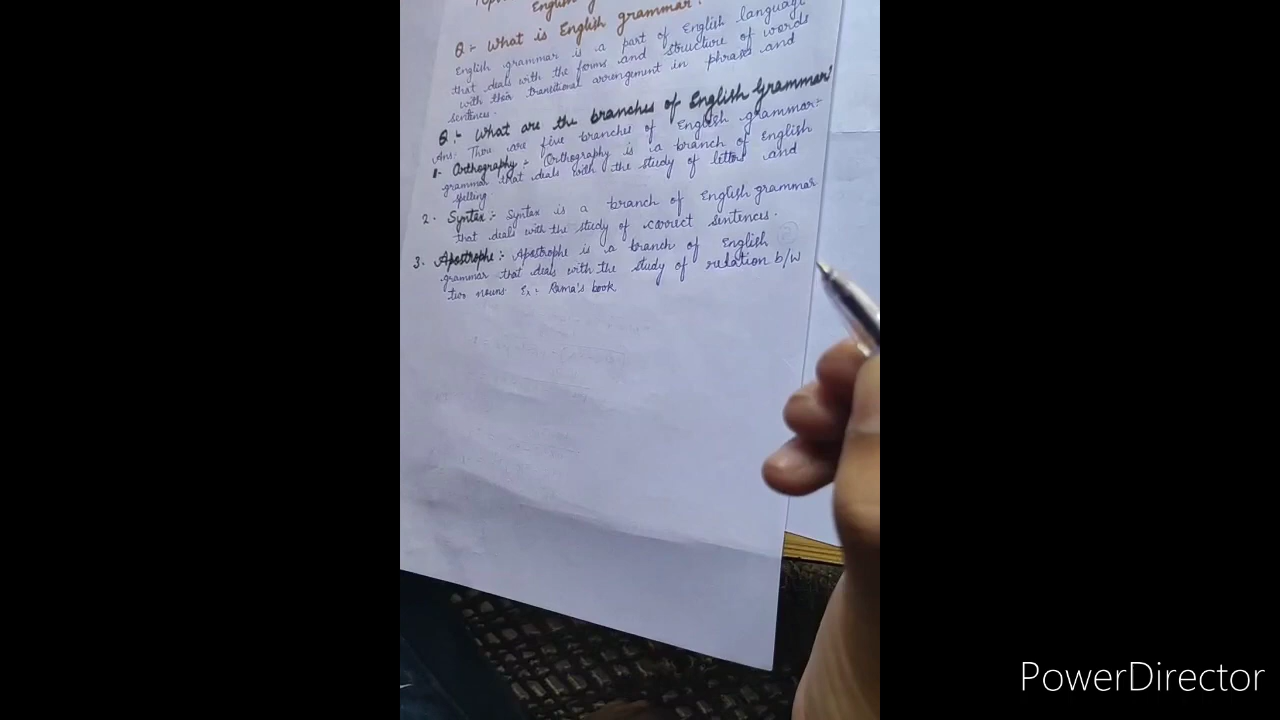 English
Q:- What is English grammar?
English grammar is a part of English language
that deals with the forms and structure of words
with their transitional arrengement in phrases and
sentences.
Q:- What are the branches of English Grammar?
Ans. There are five branches of English grammar:-
1- Orthography:- Orthography is a branch of English
grammar that deals with the study of letters and
spelling
2. Syntax:- Syntax is a branch of English grammar
that deals with the study of correct sentences.
3. Apostrophe:- Apostrophe is a branch of English
grammar that deals with the study of relation b/w
two nouns Ex= Rama's book
PowerDirector